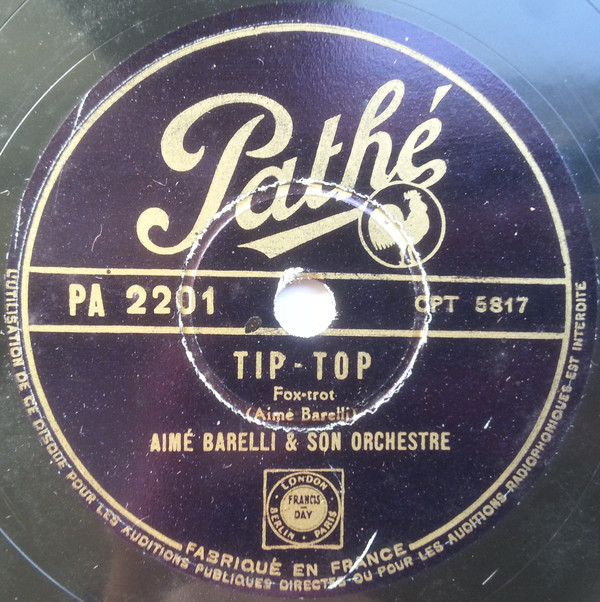 Pathé
PA 2201
CPT 5817
TIP-TOP
Fox-trot
(Aimé Barelli)
AIMÉ BARELLI & SON ORCHESTRE
LONDON
FRANCIS-DAY
BERLIN - PARIS
FABRIQUÉ EN FRANCE
L'UTILISATION DE CE DISQUE POUR LES AUDITIONS PUBLIQUES DIRECTES OU POUR LES AUDITIONS RADIOPHONIQUES EST INTERDITE